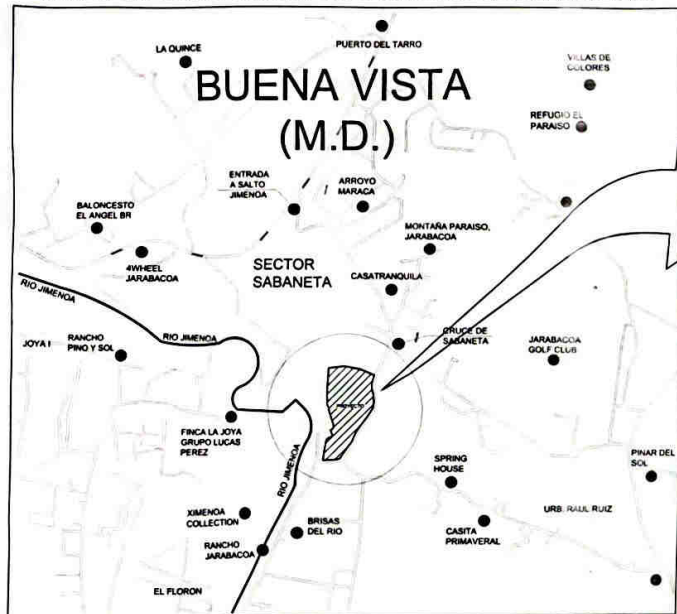 PUERTO DEL TARRO
LA QUINCE
VILLAS DE
COLORES
BUENA VISTA
(M.D.)
REFUGIO EL
PARAISO
ENTRADA
A SALTO
JIMENOA
ARROYO
MARACA
BALONCESTO
EL ANGEL BR
MONTAÑA PARAISO,
JARABACOA
4WHEEL
JARABACOA
SECTOR
SABANETA
CASATRANQUILA
RIO JIMENOA
CRUCE DE
SABANETA
JOYA I
RANCHO
PINO Y SOL
RIO JIMENOA
JARABACOA
GOLF CLUB
PROYECTO
FINCA LA JOYA
GRUPO LUCAS
PEREZ
RIO JIMENOA
SPRING
HOUSE
PINAR DEL
SOL
XIMENOA
COLLECTION
BRISAS
DEL RIO
CASITA
PRIMAVERAL
URB. RAUL RUIZ
RANCHO
JARABACOA
EL FLORON